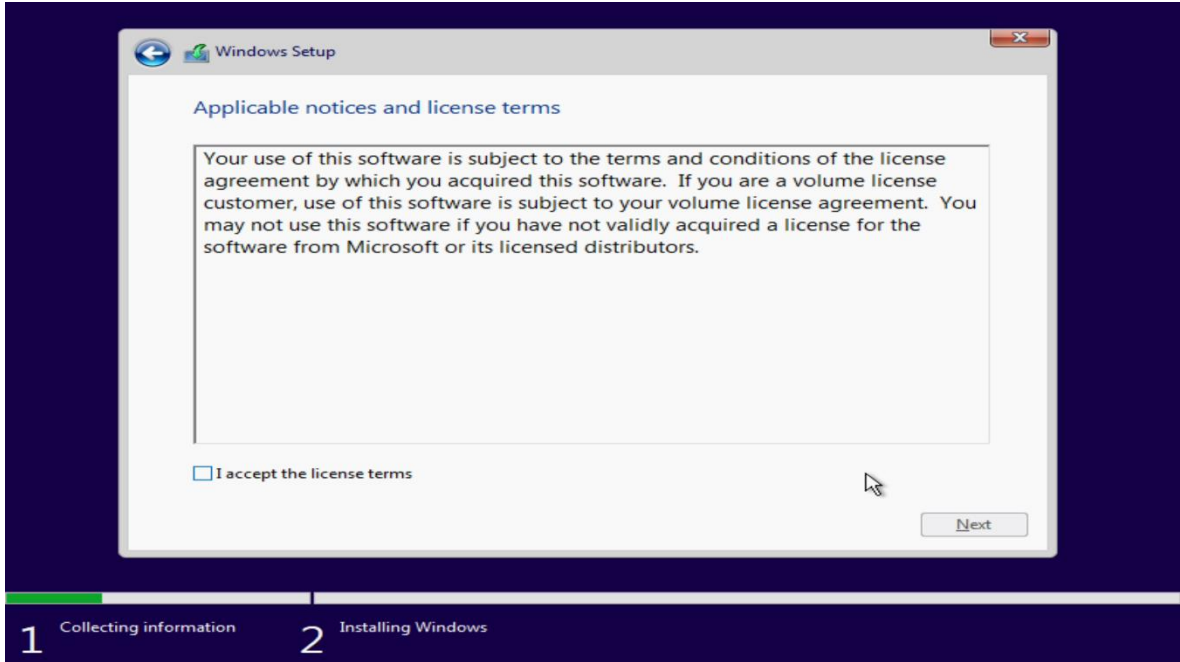 Windows Setup
Applicable notices and license terms
Your use of this software is subject to the terms and conditions of the license
agreement by which you acquired this software.  If you are a volume license
customer, use of this software is subject to your volume license agreement.  You
may not use this software if you have not validly acquired a license for the
software from Microsoft or its licensed distributors.
I accept the license terms
Next
1 Collecting information
2 Installing Windows